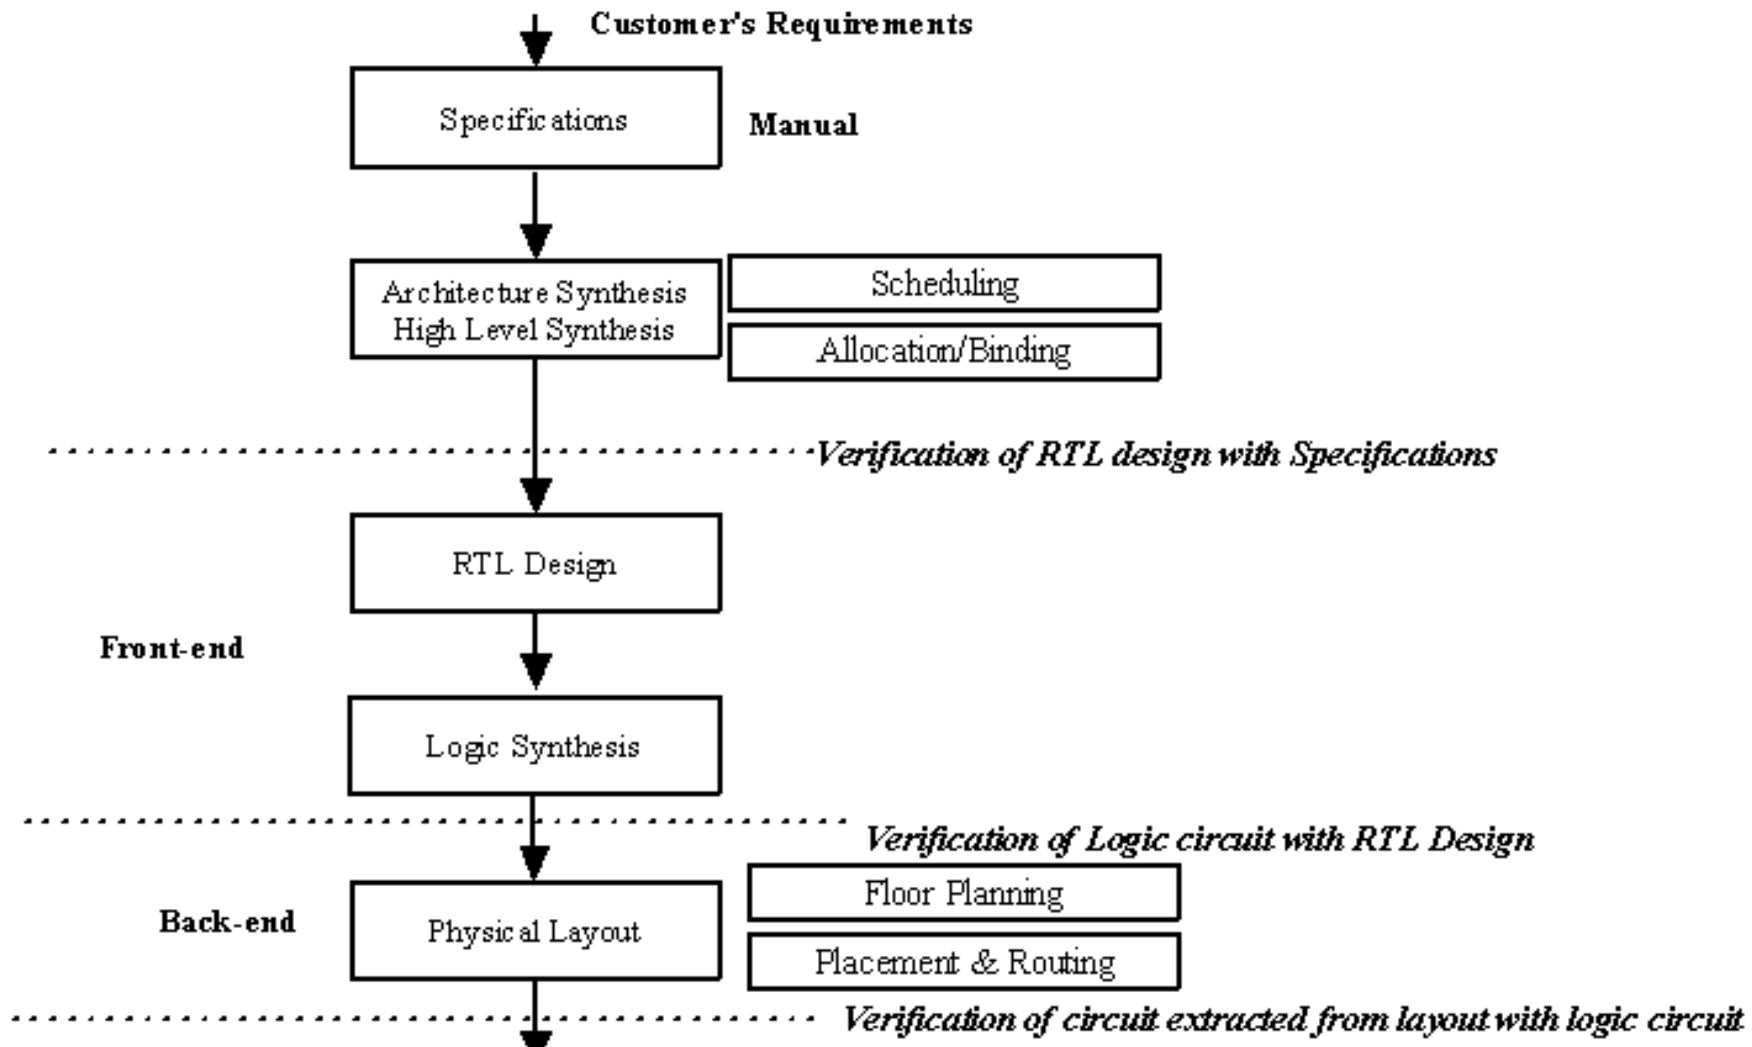 Customer's Requirements
Specifications
Manual
Architecture Synthesis
High Level Synthesis
Scheduling
Allocation/Binding
Verification of RTL design with Specifications
RTL Design
Front-end
Logic Synthesis
Verification of Logic circuit with RTL Design
Floor Planning
Back-end
Physical Layout
Placement & Routing
Verification of circuit extracted from layout with logic circuit